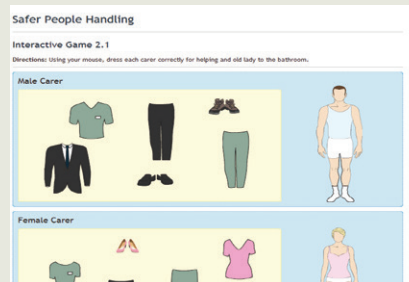 Safer People Handling
Interactive Game 2.1
Directions: Using your mouse, dress each carer correctly for helping and old lady to the bathroom.
Male Carer
Female Carer